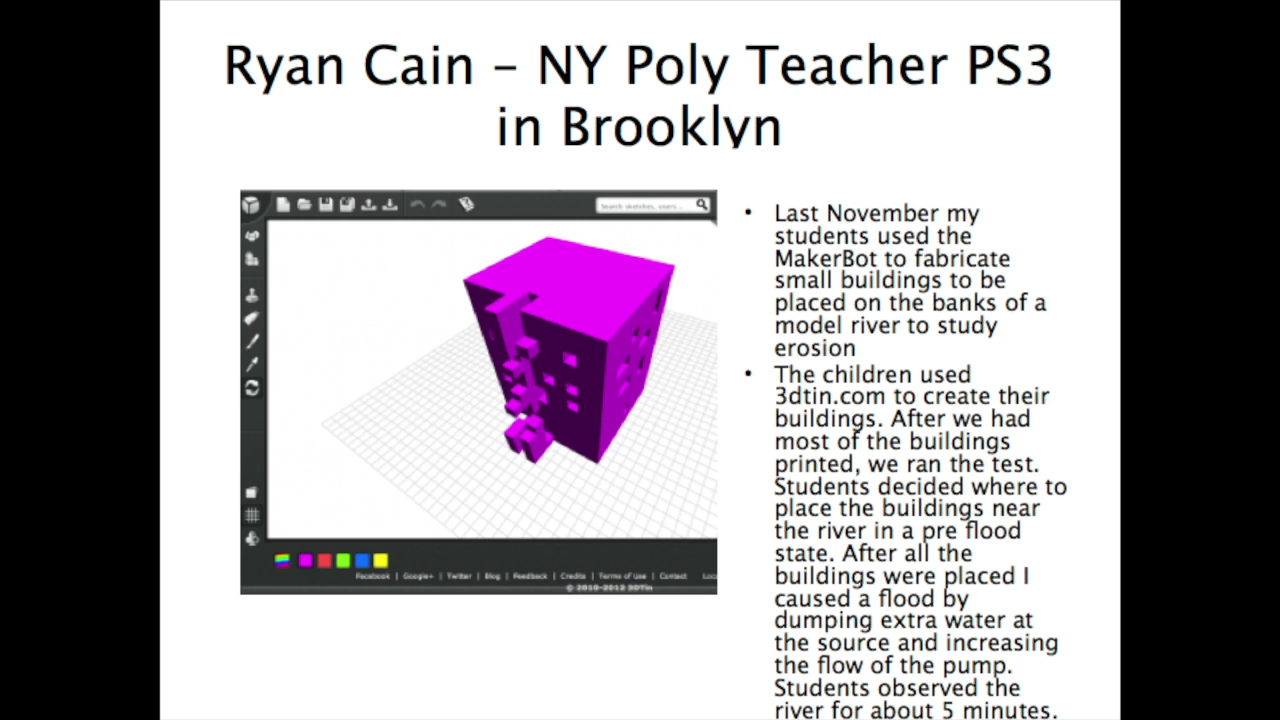 Ryan Cain – NY Poly Teacher PS3
in Brooklyn
Search sketches, users...
• Last November my
students used the
MakerBot to fabricate
small buildings to be
placed on the banks of a
model river to study
erosion
• The children used
3dtin.com to create their
buildings. After we had
most of the buildings
printed, we ran the test.
Students decided where to
place the buildings near
the river in a pre flood
state. After all the
buildings were placed I
caused a flood by
dumping extra water at
the source and increasing
the flow of the pump.
Students observed the
river for about 5 minutes.
Facebook | Google+ | Twitter | Blog | Feedback | Credits | Terms of Use | Contact
© 2010-2012 3DTin